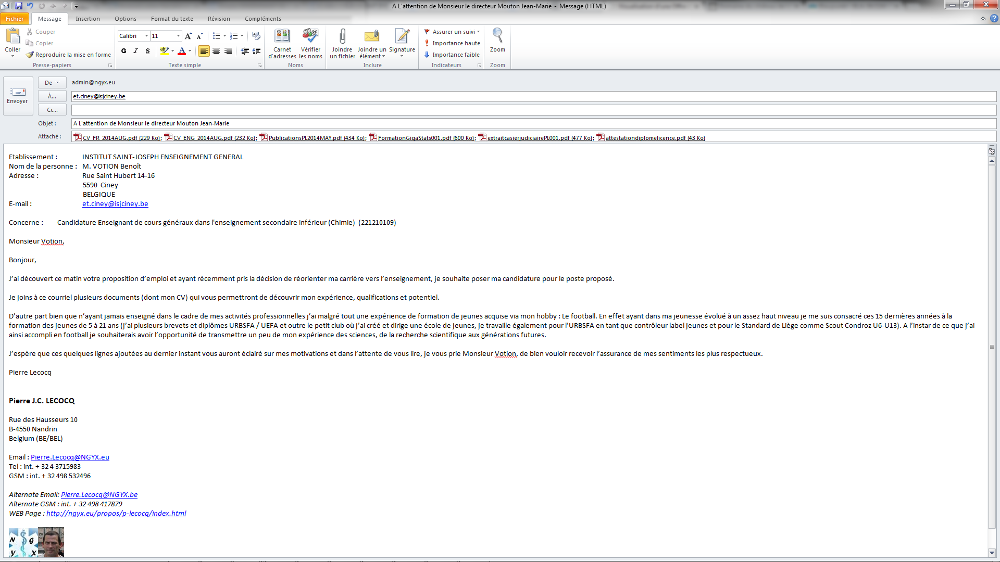 A L'attention de Monsieur le directeur Mouton Jean-Marie - Message (HTML)
Fichier Message Insertion Options Format du texte Révision Compléments
Coller
Couper
Copier
Reproduire la mise en forme
Presse-papiers
Calibri 11
G I S
Texte simple
Carnet d'adresses
Vérifier les noms
Noms
Joindre un fichier
Joindre un élément
Signature
Inclure
Assurer un suivi
Importance haute
Importance faible
Indicateurs
Zoom
Zoom
Envoyer
De admin@ngyx.eu
À... et.ciney@isjciney.be
Cc...
Objet : A L'attention de Monsieur le directeur Mouton Jean-Marie
Attaché : CV_FR_2014AUG.pdf (229 Ko); CV_ENG_2014AUG.pdf (232 Ko); PublicationsPL2014MAY.pdf (434 Ko); FormationGigaStats001.pdf (600 Ko); extraitcasierjudiciairePL001.pdf (477 Ko); attestationdiplomelicence.pdf (43 Ko)
Etablissement : INSTITUT SAINT-JOSEPH ENSEIGNEMENT GENERAL
Nom de la personne : M. VOTION Benoît
Adresse : Rue Saint Hubert 14-16
5590 Ciney
BELGIQUE
E-mail : et.ciney@isjciney.be
Concerne : Candidature Enseignant de cours généraux dans l'enseignement secondaire inférieur (Chimie) (221210109)
Monsieur Votion,
Bonjour,
J'ai découvert ce matin votre proposition d'emploi et ayant récemment pris la décision de réorienter ma carrière vers l'enseignement, je souhaite poser ma candidature pour le poste proposé.
Je joins à ce courriel plusieurs documents (dont mon CV) qui vous permettront de découvrir mon expérience, qualifications et potentiel.
D'autre part bien que n'ayant jamais enseigné dans le cadre de mes activités professionnelles j'ai malgré tout une expérience de formation de jeunes acquise via mon hobby : Le football. En effet ayant dans ma jeunesse évolué à un assez haut niveau je me suis consacré ces 15 dernières années à la
formation des jeunes de 5 à 21 ans (j'ai plusieurs brevets et diplômes URBSFA / UEFA et outre le petit club où j'ai créé et dirige une école de jeunes, je travaille également pour l'URBSFA en tant que contrôleur label jeunes et pour le Standard de Liège comme Scout Condroz U6-U13). A l'instar de ce que j'ai
ainsi accompli en football je souhaiterais avoir l'opportunité de transmettre un peu de mon expérience des sciences, de la recherche scientifique aux générations futures.
J'espère que ces quelques lignes ajoutées au dernier instant vous auront éclairé sur mes motivations et dans l'attente de vous lire, je vous prie Monsieur Votion, de bien vouloir recevoir l'assurance de mes sentiments les plus respectueux.
Pierre Lecocq
Pierre J.C. LECOCQ
Rue des Hausseurs 10
B-4550 Nandrin
Belgium (BE/BEL)
Email : Pierre.Lecocq@NGYX.eu
Tel : int. + 32 4 3715983
GSM : int. + 32 498 532496
Alternate Email: Pierre.Lecocq@NGYX.be
Alternate GSM : int. + 32 498 417879
WEB Page : http://ngyx.eu/propos/p-lecocq/index.html
N G
Y X